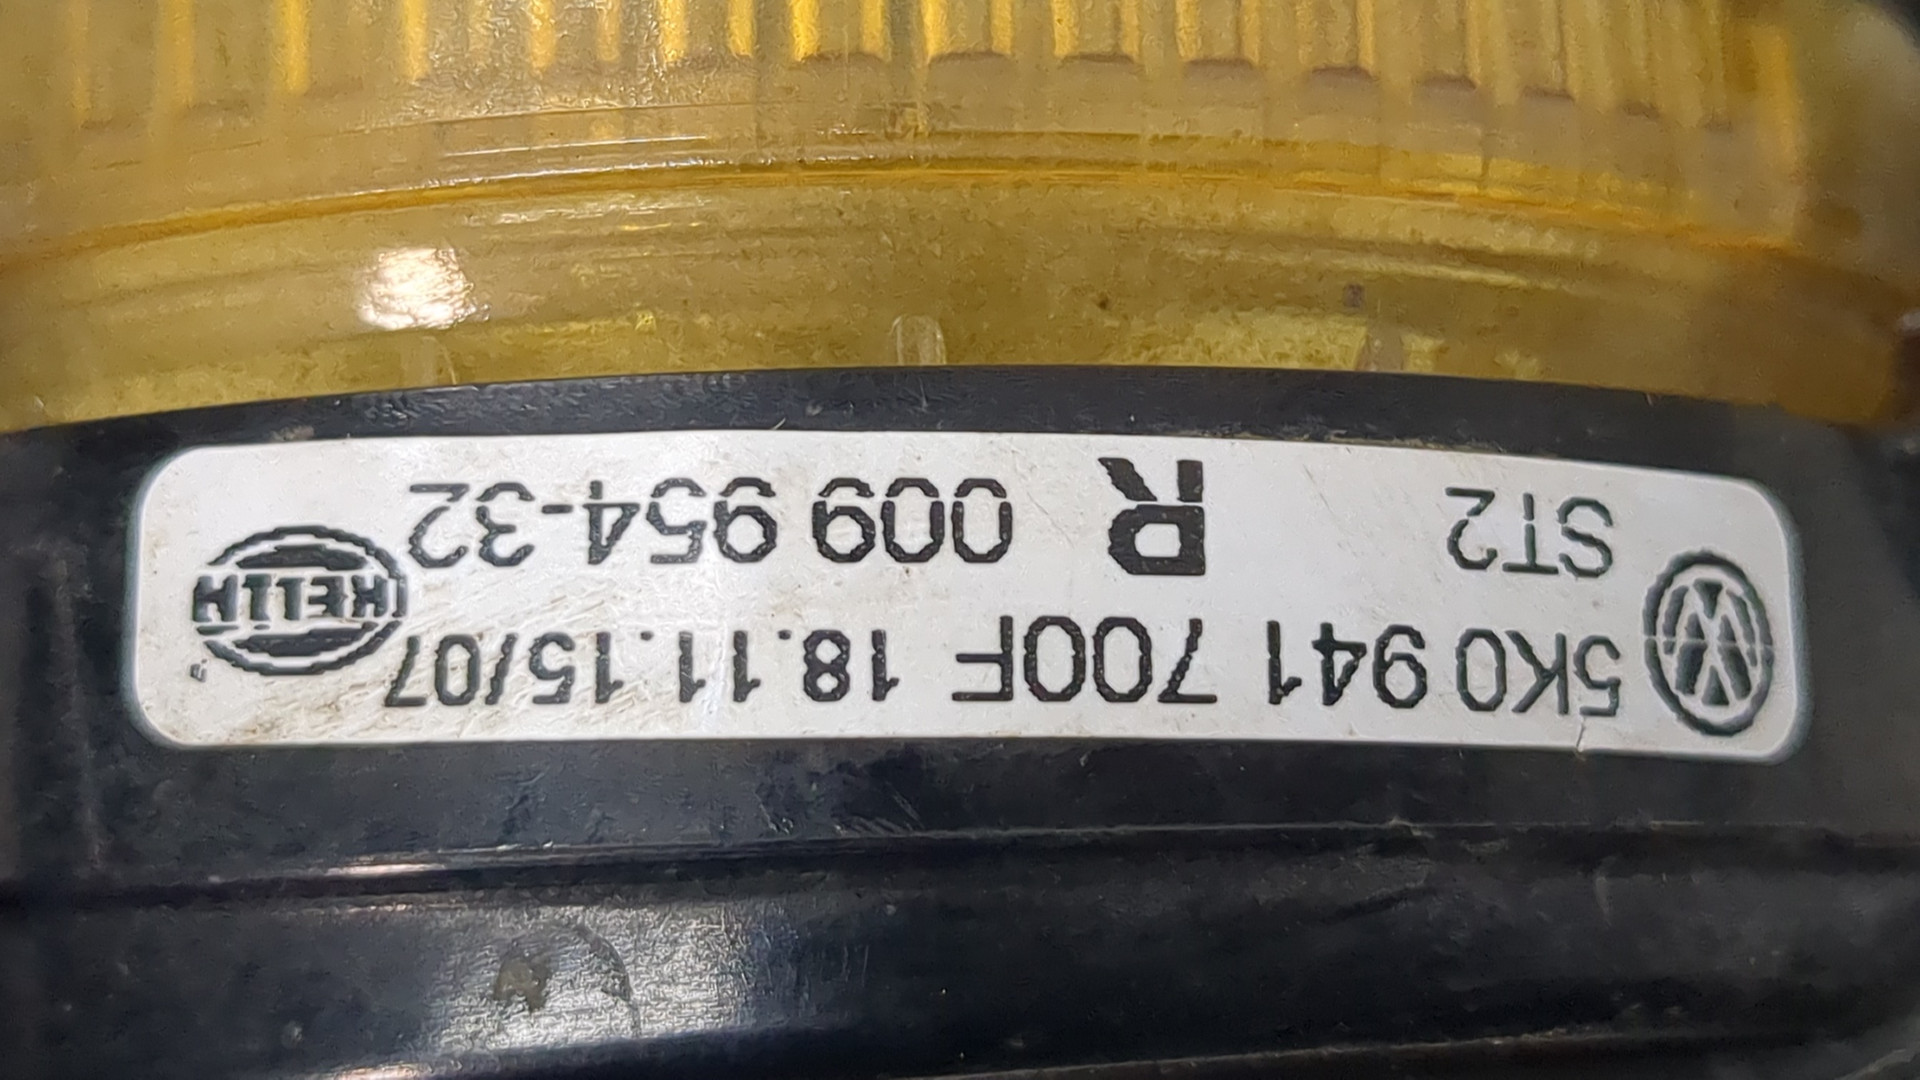 5K0 941 700F 18.11.15/07
ST2 R 009 954-32
HELLA